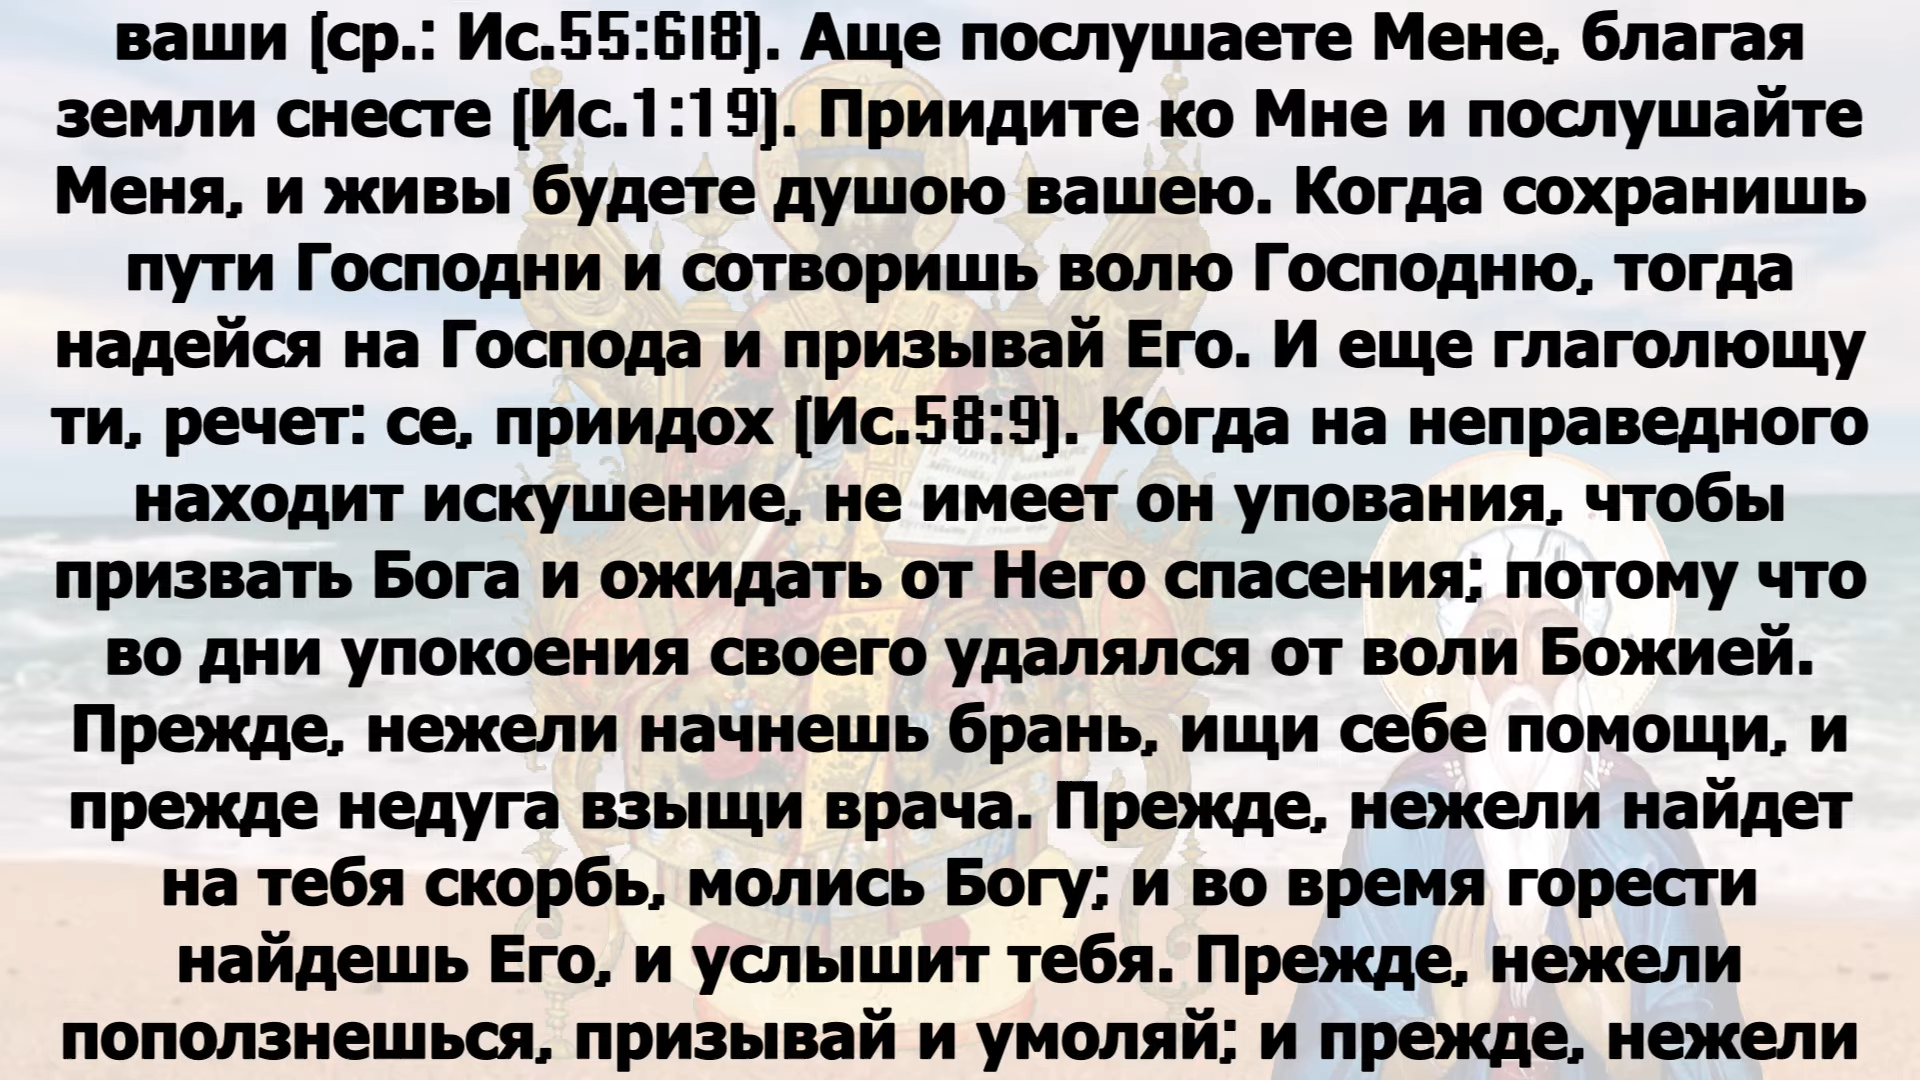 ваши (ср.: Ис.55:6I8). Аще послушаете Мене, благая
земли снесте (Ис.1:19). Приидите ко Мне и послушайте
Меня, и живы будете душою вашею. Когда сохранишь
пути Господни и сотворишь волю Господню, тогда
надейся на Господа и призывай Его. И еще глаголющу
ти, речет: се, приидох (Ис.58:9). Когда на неправедного
находит искушение, не имеет он упования, чтобы
призвать Бога и ожидать от Него спасения; потому что
во дни упокоения своего удалялся от воли Божией.
Прежде, нежели начнешь брань, ищи себе помощи, и
прежде недуга взыщи врача. Прежде, нежели найдет
на тебя скорбь, молись Богу; и во время горести
найдешь Его, и услышит тебя. Прежде, нежели
поползнешься, призывай и умоляй; и прежде, нежели